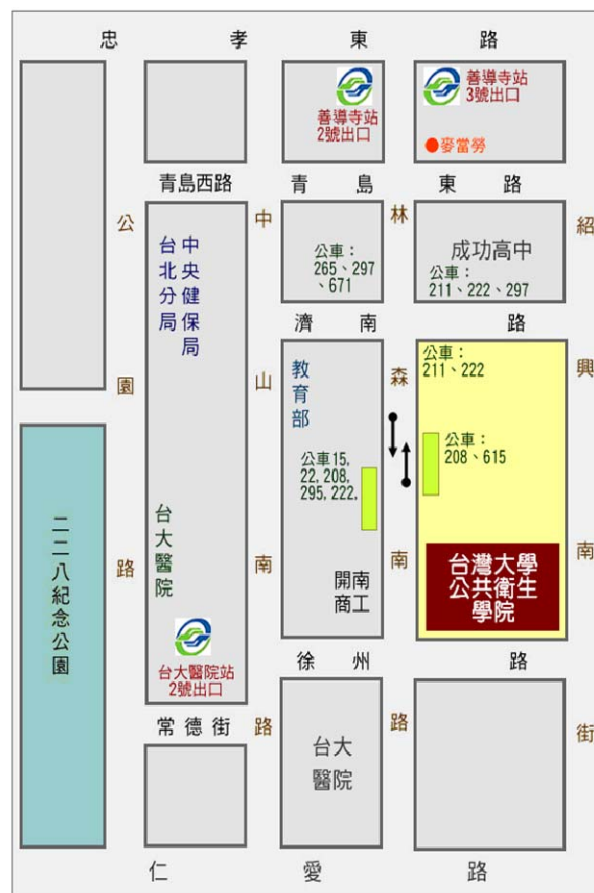 忠孝東路
善導寺站
2號出口
善導寺站
3號出口
麥當勞
青島西路
青島東路
公園路
中山南路
林森南路
紹興南街
台北分局
中央健保局
公車：
265、297
、671
成功高中
公車：
211、222、297
濟南路
教育部
公車：
211、222
公車：
208、615
公車15,
22,208,
295,222,
台大醫院
開南
商工
台灣大學
公共衛生
學院
二二八紀念公園
台大醫院站
2號出口
徐州路
常德街
台大
醫院
仁愛路